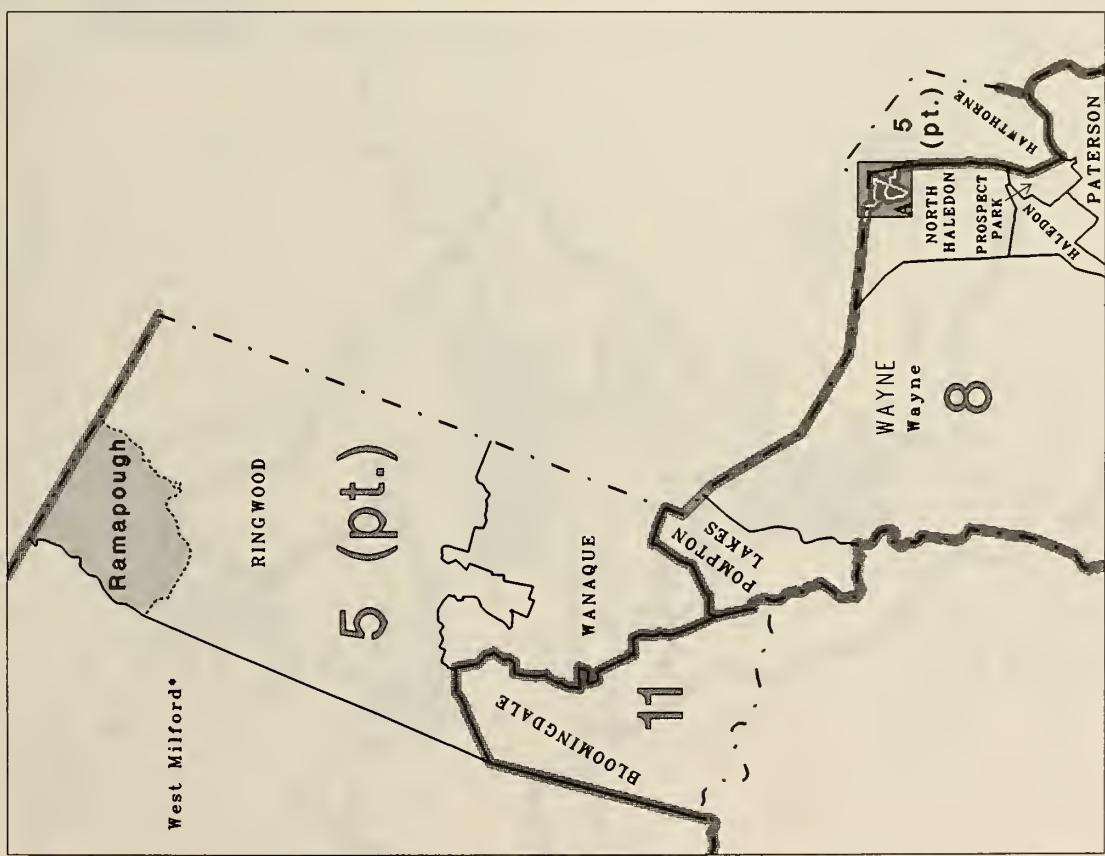 West Milford*
Ramapough
RINGWOOD
5 (pt.)
BLOOMINGDALE
11
WANAQUE
POMPTON
LAKES
WAYNE
Wayne
8
5
(pt.)
HAWTHORNE
A
NORTH
HALEDON
PROSPECT
PARK
HALEDON
PATERSON